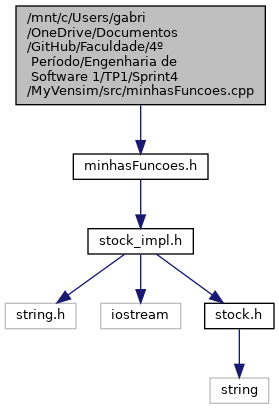 /mnt/c/Users/gabri
/OneDrive/Documentos
/GitHub/Faculdade/4º
Período/Engenharia de
Software 1/TP1/Sprint4
/MyVensim/src/minhasFuncoes.cpp
minhasFuncoes.h
stock_impl.h
string.h
iostream
stock.h
string